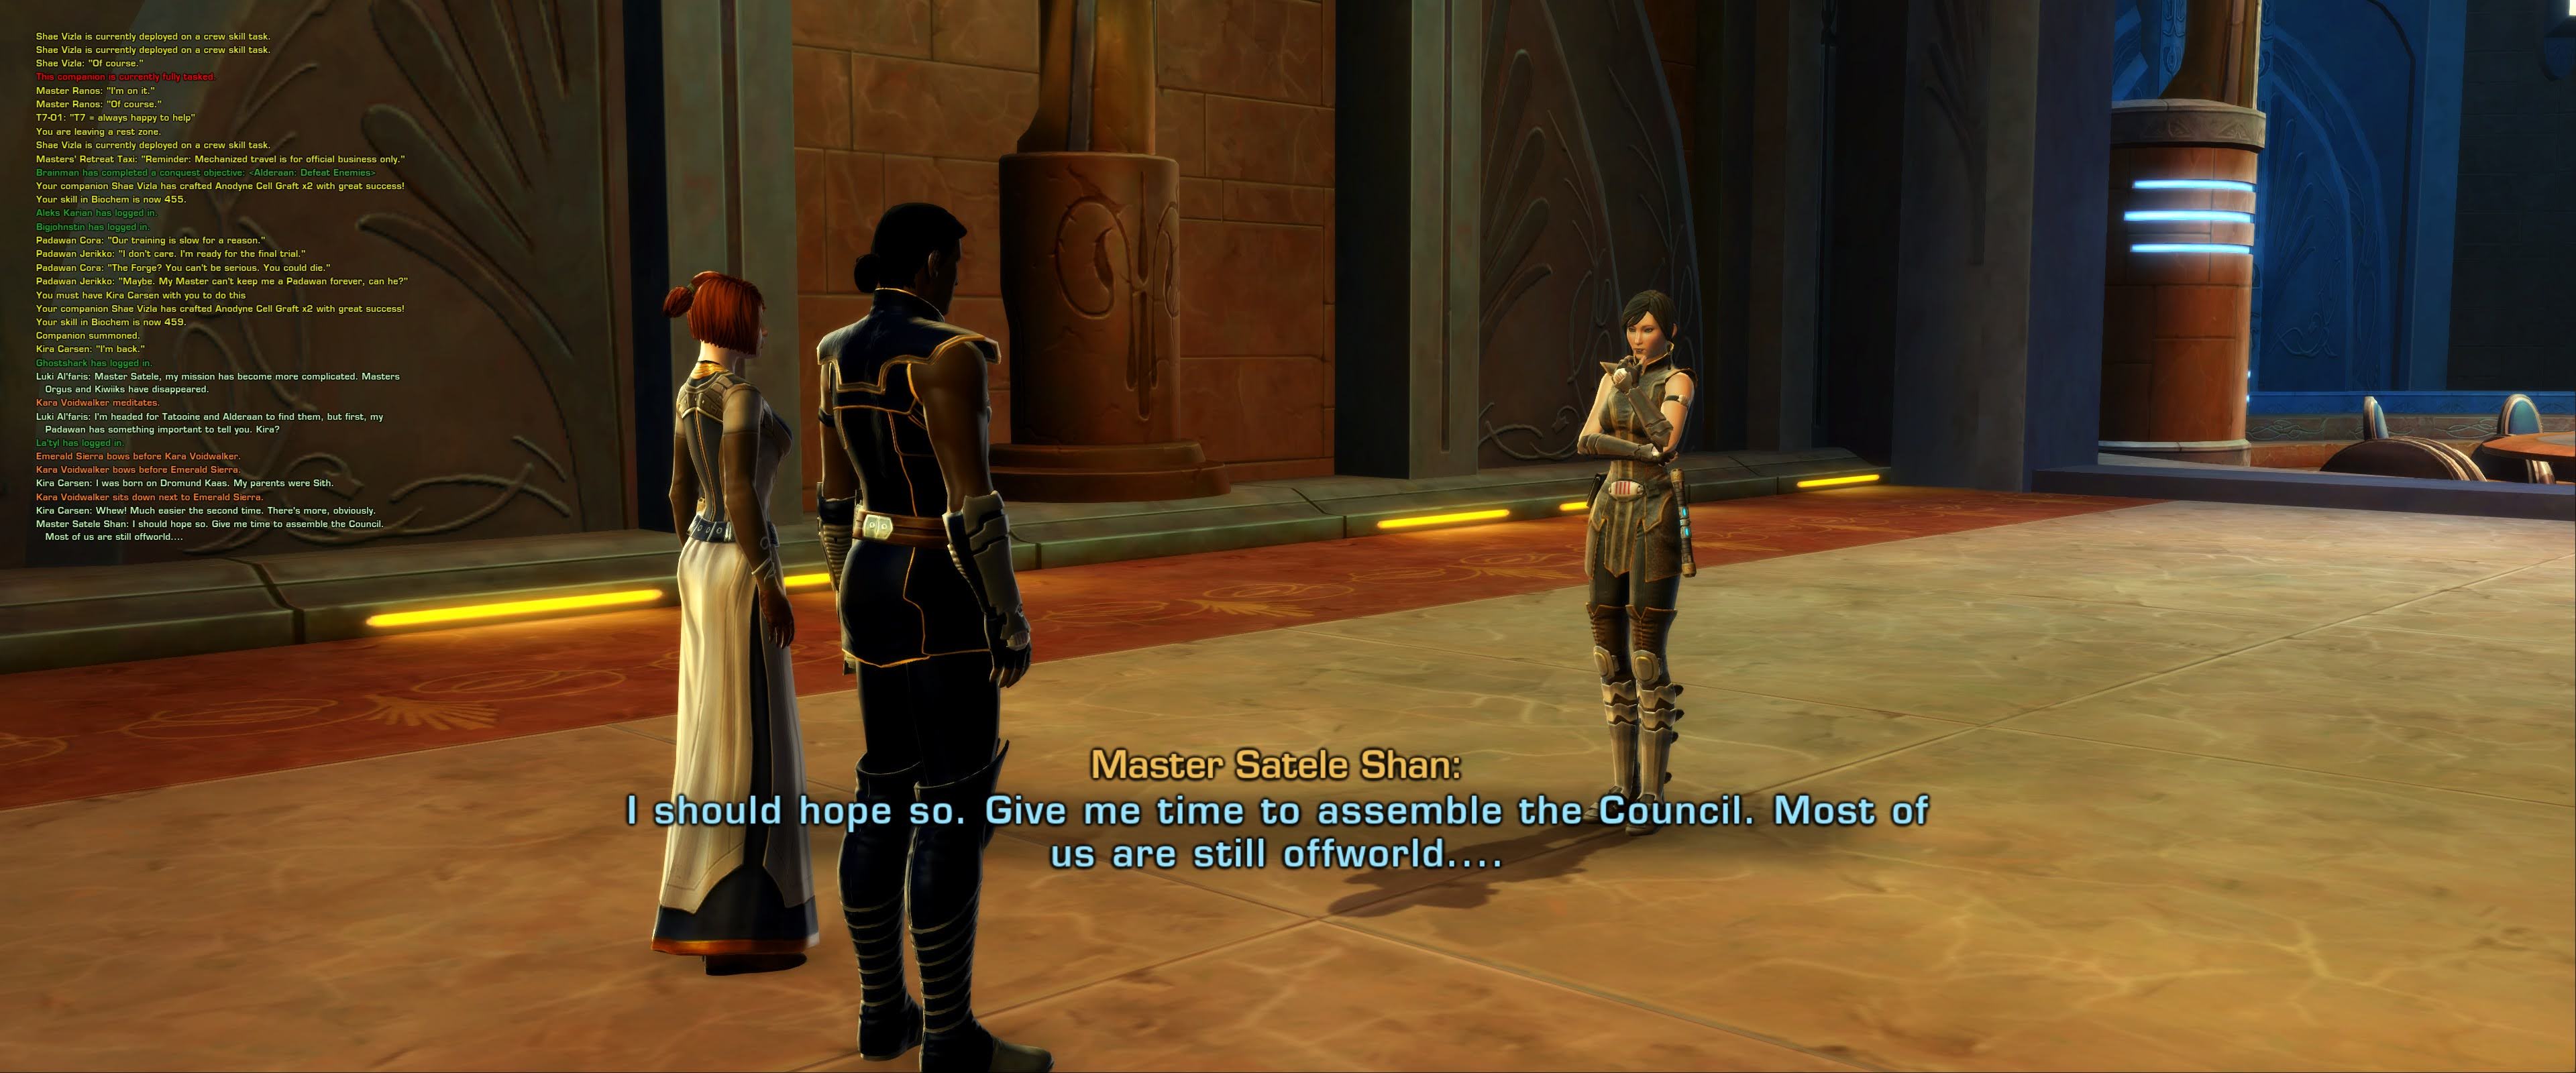 Shae Vizla is currently deployed on a crew skill task.
Shae Vizla is currently deployed on a crew skill task.
Shae Vizla: "Of course."
This companion is currently fully tasked.
Master Ranos: "I'm on it."
Master Ranos: "Of course."
T7-O1: "T7 = always happy to help"
You are leaving a rest zone.
Shae Vizla is currently deployed on a crew skill task.
Masters' Retreat Taxi: "Reminder: Mechanized travel is for official business only."
Brainman has completed a conquest objective: <Alderaan: Defeat Enemies>
Your companion Shae Vizla has crafted Anodyne Cell Graft x2 with great success!
Your skill in Biochem is now 455.
Aleks Karian has logged in.
Bigjohnstin has logged in.
Padawan Cora: "Our training is slow for a reason."
Padawan Jerikko: "I don't care. I'm ready for the final trial."
Padawan Cora: "The Forge? You can't be serious. You could die."
Padawan Jerikko: "Maybe. My Master can't keep me a Padawan forever, can he?"
You must have Kira Carsen with you to do this
Your companion Shae Vizla has crafted Anodyne Cell Graft x2 with great success!
Your skill in Biochem is now 459.
Companion summoned.
Kira Carsen: "I'm back."
Ghostshark has logged in.
Luki Al'faris: Master Satele, my mission has become more complicated. Masters
Orgus and Kiwiiks have disappeared.
Kara Voidwalker meditates.
Luki Al'faris: I'm headed for Tatooine and Alderaan to find them, but first, my
Padawan has something important to tell you. Kira?
La'tyl has logged in.
Emerald Sierra bows before Kara Voidwalker.
Kara Voidwalker bows before Emerald Sierra.
Kira Carsen: I was born on Dromund Kaas. My parents were Sith.
Kara Voidwalker sits down next to Emerald Sierra.
Kira Carsen: Whew! Much easier the second time. There's more, obviously.
Master Satele Shan: I should hope so. Give me time to assemble the Council.
Most of us are still offworld....
Master Satele Shan:
I should hope so. Give me time to assemble the Council. Most of
us are still offworld....